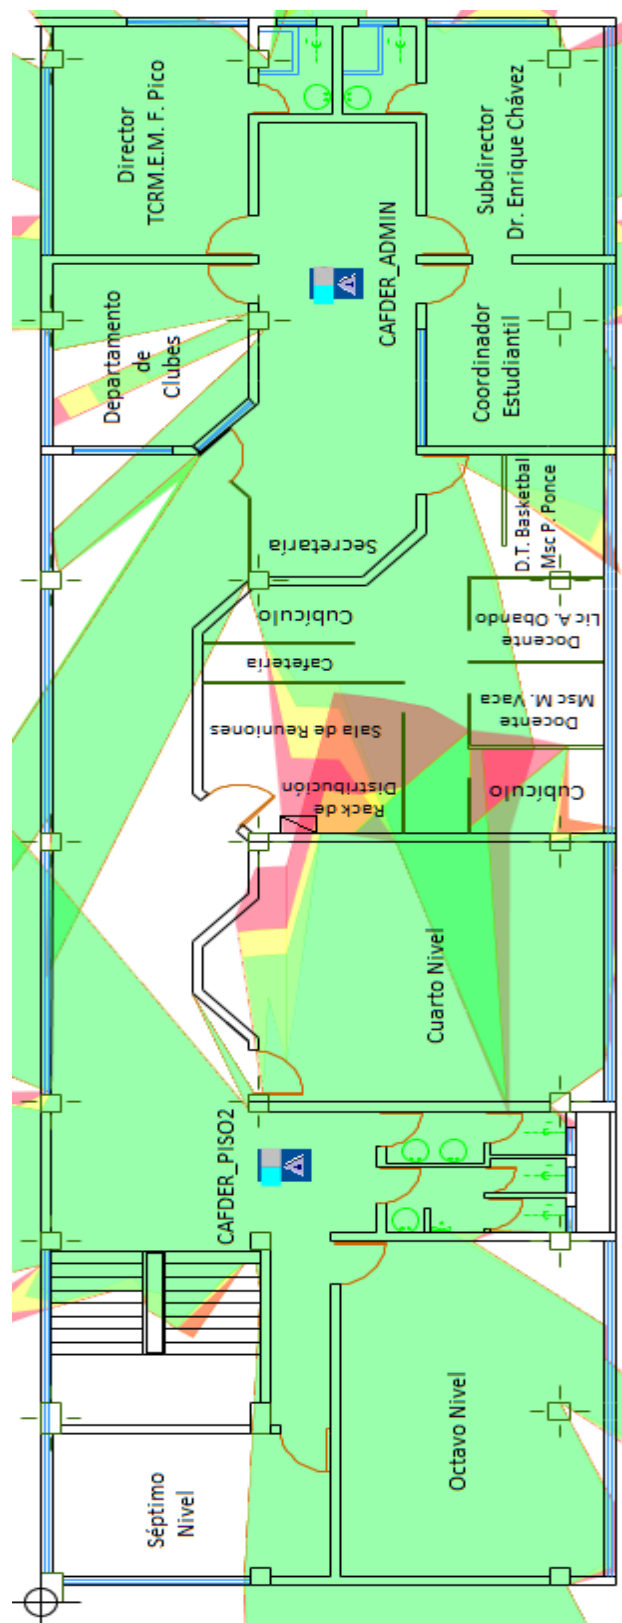 Director
TCRM.E.M. F. Pico
Subdirector
Dr. Enrique Chávez
CAFDER_ADMIN
Departamento
de
Clubes
Coordinador
Estudiantil
Secretaría
D.T. Basketbal
Msc P. Ponce
Cubículo
Docente
Lic A. Obando
Cafetería
Docente
Msc M. Vaca
Sala de Reuniones
Rack de
Distribución
Cubículo
Cuarto Nivel
CAFDER_PISO2
Octavo Nivel
Séptimo
Nivel